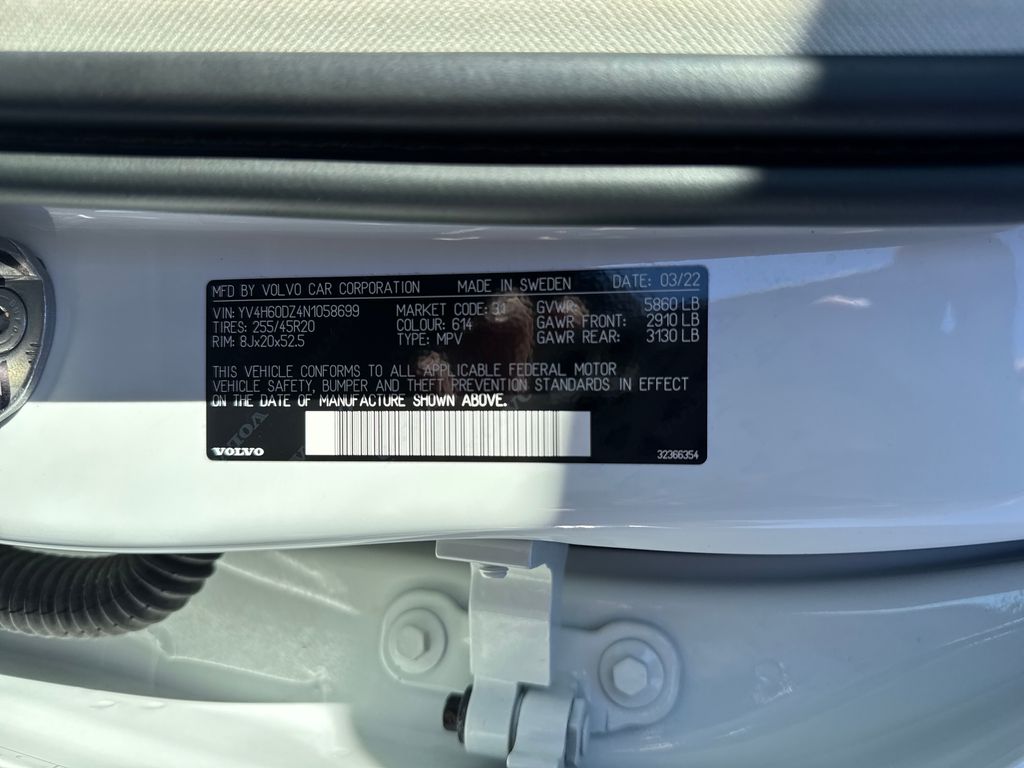 MFD BY VOLVO CAR CORPORATION MADE IN SWEDEN DATE: 03/22
VIN: YV4H60DZ4N1058699 MARKET CODE: 31 GVWR: 5860 LB
TIRES: 255/45R20 COLOUR: 614 GAWR FRONT: 2910 LB
RIM: 8Jx20x52.5 TYPE: MPV GAWR REAR: 3130 LB
THIS VEHICLE CONFORMS TO ALL APPLICABLE FEDERAL MOTOR
VEHICLE SAFETY, BUMPER AND THEFT PREVENTION STANDARDS IN EFFECT
ON THE DATE OF MANUFACTURE SHOWN ABOVE.
VOLVO
VOLVO 32366354